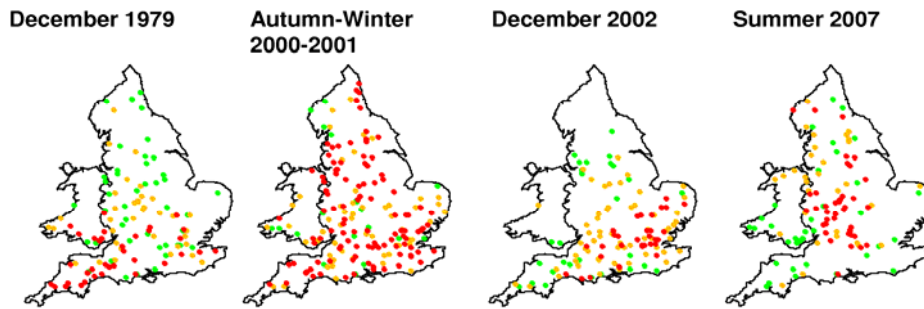 December 1979
Autumn-Winter
2000-2001
December 2002
Summer 2007